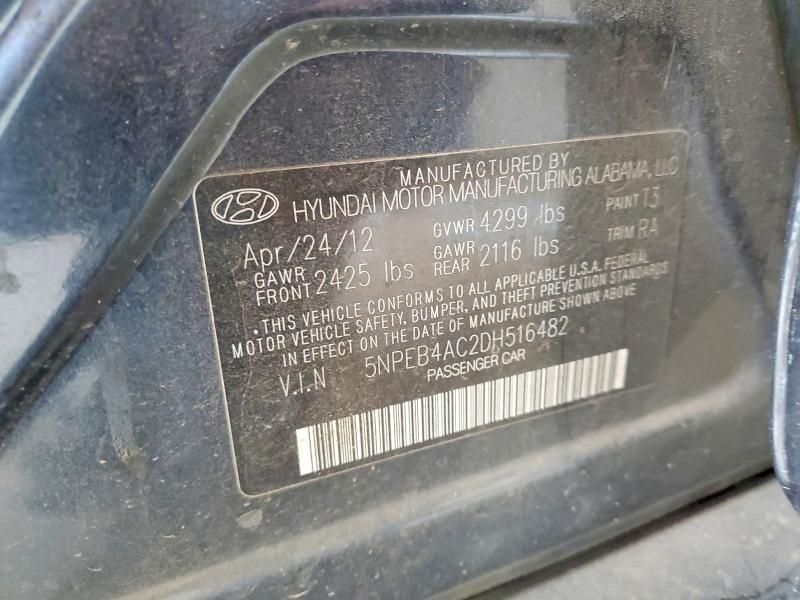 MANUFACTURED BY
HYUNDAI MOTOR MANUFACTURING ALABAMA, LLC
Apr/24/12 GVWR 4299 lbs PAINT T3
GAWR FRONT 2425 lbs GAWR REAR 2116 lbs TRIM RA
• THIS VEHICLE CONFORMS TO ALL APPLICABLE U.S.A. FEDERAL
MOTOR VEHICLE SAFETY, BUMPER, AND THEFT PREVENTION STANDARDS
IN EFFECT ON THE DATE OF MANUFACTURE SHOWN ABOVE
V.I.N 5NPEB4AC2DH516482
PASSENGER CAR